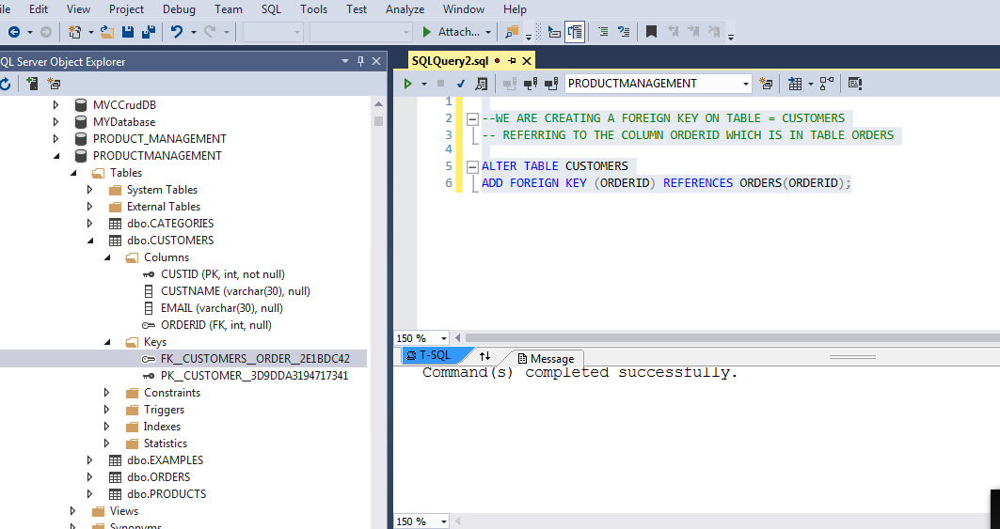 ile Edit View Project Debug Team SQL Tools Test Analyze Window Help
Attach...
QL Server Object Explorer
SQLQuery2.sql
PRODUCTMANAGEMENT
MVCCrudDB
MYDatabase
PRODUCT_MANAGEMENT
PRODUCTMANAGEMENT
Tables
System Tables
External Tables
dbo.CATEGORIES
dbo.CUSTOMERS
Columns
CUSTID (PK, int, not null)
CUSTNAME (varchar(30), null)
EMAIL (varchar(30), null)
ORDERID (FK, int, null)
Keys
FK__CUSTOMERS__ORDER__2E1BDC42
PK__CUSTOMER__3D9DDA3194717341
Constraints
Triggers
Indexes
Statistics
dbo.EXAMPLES
dbo.ORDERS
dbo.PRODUCTS
Views
Synonyms
1
2 --WE ARE CREATING A FOREIGN KEY ON TABLE = CUSTOMERS
3 -- REFERRING TO THE COLUMN ORDERID WHICH IS IN TABLE ORDERS
4
5 ALTER TABLE CUSTOMERS
6 ADD FOREIGN KEY (ORDERID) REFERENCES ORDERS(ORDERID);
150 %
T-SQL Message
Command(s) completed successfully.
150 %